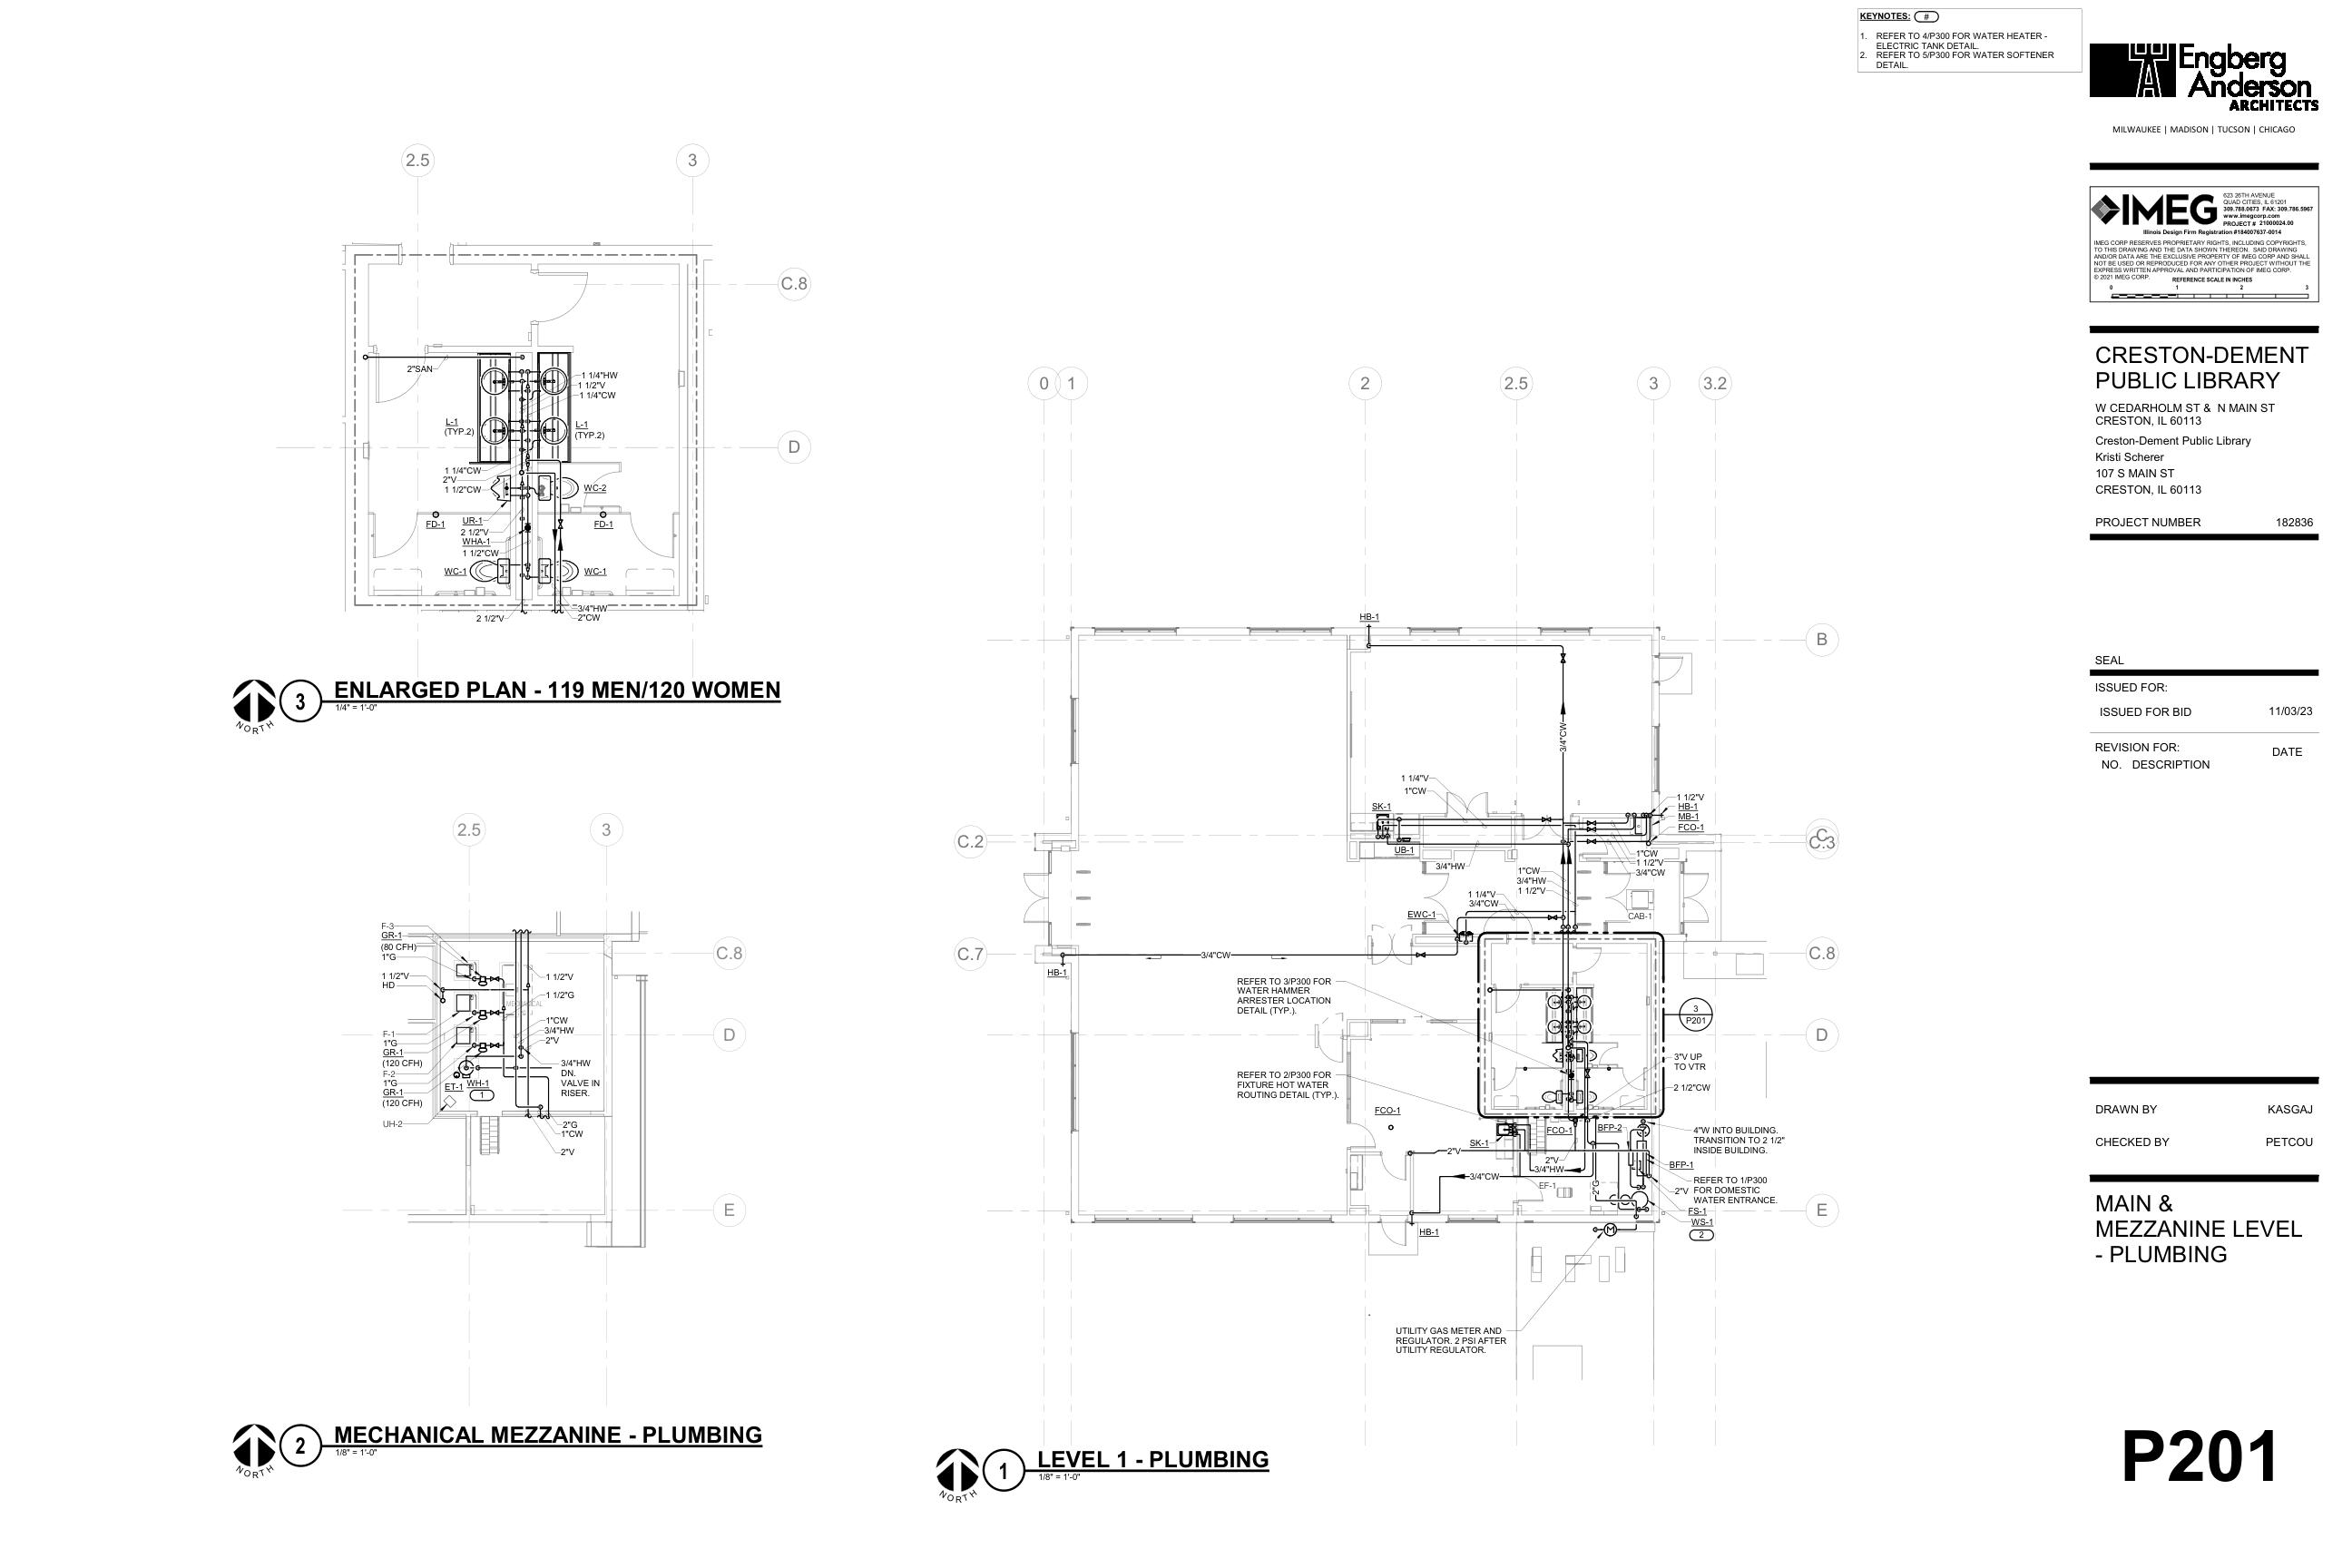 KEYNOTES: #
1. REFER TO 4/P300 FOR WATER HEATER -
ELECTRIC TANK DETAIL.
2. REFER TO 5/P300 FOR WATER SOFTENER
DETAIL.
Engberg
Anderson
ARCHITECTS
MILWAUKEE | MADISON | TUCSON | CHICAGO
IMEG
623 26TH AVENUE
QUAD CITIES, IL 61201
309.788.0673 FAX: 309.786.5967
www.imegcorp.com
PROJECT # 21000024.00
Illinois Design Firm Registration #184007637-0014
IMEG CORP RESERVES PROPRIETARY RIGHTS, INCLUDING COPYRIGHTS,
TO THIS DRAWING AND THE DATA SHOWN THEREON. SAID DRAWING
AND/OR DATA ARE THE EXCLUSIVE PROPERTY OF IMEG CORP AND SHALL
NOT BE USED OR REPRODUCED FOR ANY OTHER PROJECT WITHOUT THE
EXPRESS WRITTEN APPROVAL AND PARTICIPATION OF IMEG CORP.
© 2021 IMEG CORP.
REFERENCE SCALE IN INCHES
0 1 2 3
CRESTON-DEMENT
PUBLIC LIBRARY
W CEDARHOLM ST & N MAIN ST
CRESTON, IL 60113
Creston-Dement Public Library
Kristi Scherer
107 S MAIN ST
CRESTON, IL 60113
PROJECT NUMBER 182836
SEAL
ISSUED FOR:
ISSUED FOR BID 11/03/23
REVISION FOR: DATE
NO. DESCRIPTION
DRAWN BY KASGAJ
CHECKED BY PETCOU
MAIN &
MEZZANINE LEVEL
- PLUMBING
P201
2.5
3
C.8
D
2"SAN
1 1/4"HW
1 1/2"V
1 1/4"CW
L-1
(TYP.2)
L-1
(TYP.2)
1 1/4"CW
2"V
1 1/2"CW
WC-2
FD-1
UR-1
2 1/2"V
WHA-1
1 1/2"CW
FD-1
WC-1
WC-1
3/4"HW
2"CW
2 1/2"V
NORTH
3
ENLARGED PLAN - 119 MEN/120 WOMEN
1/4" = 1'-0"
2.5
3
C.8
D
E
F-3
GR-1
(80 CFH)
1"G
1 1/2"V
HD
F-1
1"G
GR-1
(120 CFH)
F-2
1"G
GR-1
(120 CFH)
UH-2
1 1/2"V
1 1/2"G
MECHANICAL
1"CW
3/4"HW
2"V
3/4"HW
DN.
VALVE IN
RISER.
ET-1
WH-1
1
2"G
1"CW
2"V
NORTH
2
MECHANICAL MEZZANINE - PLUMBING
1/8" = 1'-0"
0
1
2
2.5
3
3.2
B
C.2
C
C.3
C.7
C.8
D
E
HB-1
3/4"CW
1 1/4"V
1"CW
SK-1
UB-1
3/4"HW
1 1/2"V
HB-1
MB-1
FCO-1
1"CW
1 1/2"V
3/4"CW
1"CW
3/4"HW
1 1/2"V
1 1/4"V
3/4"CW
EWC-1
CAB-1
3/4"CW
HB-1
REFER TO 3/P300 FOR
WATER HAMMER
ARRESTER LOCATION
DETAIL (TYP.).
3
P201
REFER TO 2/P300 FOR
FIXTURE HOT WATER
ROUTING DETAIL (TYP.).
3"V UP
TO VTR
2 1/2"CW
FCO-1
SK-1
FCO-1
BFP-2
2"V
2"V
3/4"HW
3/4"CW
EF-1
2"G
4"W INTO BUILDING.
TRANSITION TO 2 1/2"
INSIDE BUILDING.
BFP-1
REFER TO 1/P300
FOR DOMESTIC
WATER ENTRANCE.
2"V
FS-1
WS-1
2
HB-1
M
UTILITY GAS METER AND
REGULATOR. 2 PSI AFTER
UTILITY REGULATOR.
NORTH
1
LEVEL 1 - PLUMBING
1/8" = 1'-0"